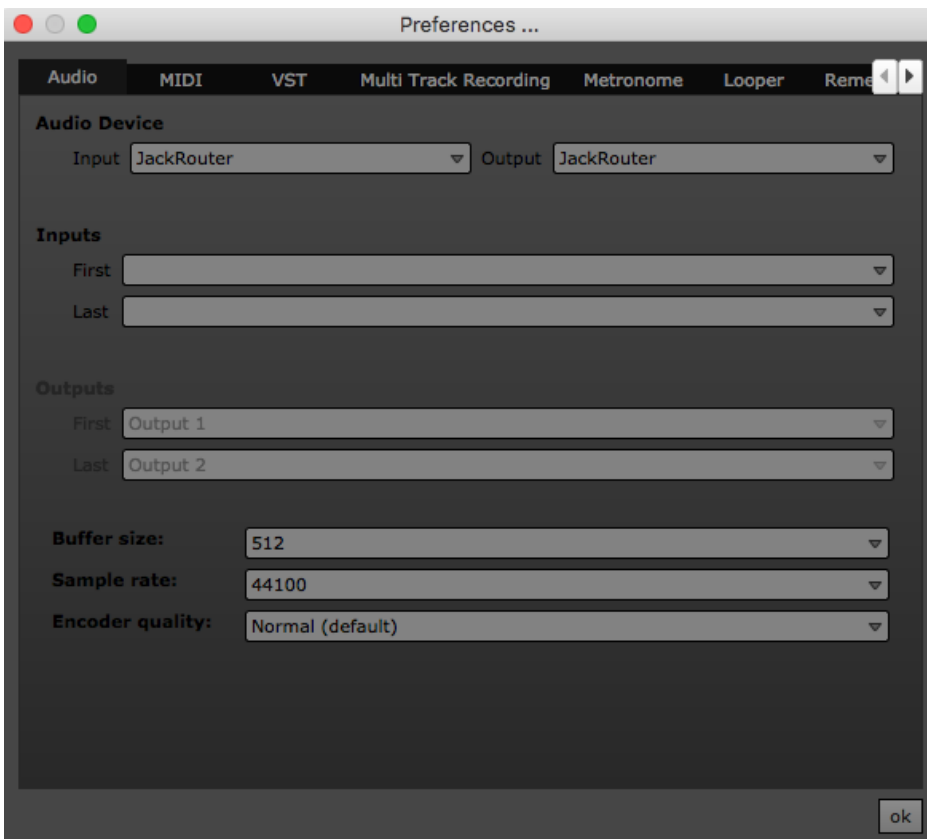 Preferences ...
Audio MIDI VST Multi Track Recording Metronome Looper Reme
Audio Device
Input JackRouter Output JackRouter
Inputs
First
Last
Outputs
First Output 1
Last Output 2
Buffer size: 512
Sample rate: 44100
Encoder quality: Normal (default)
ok